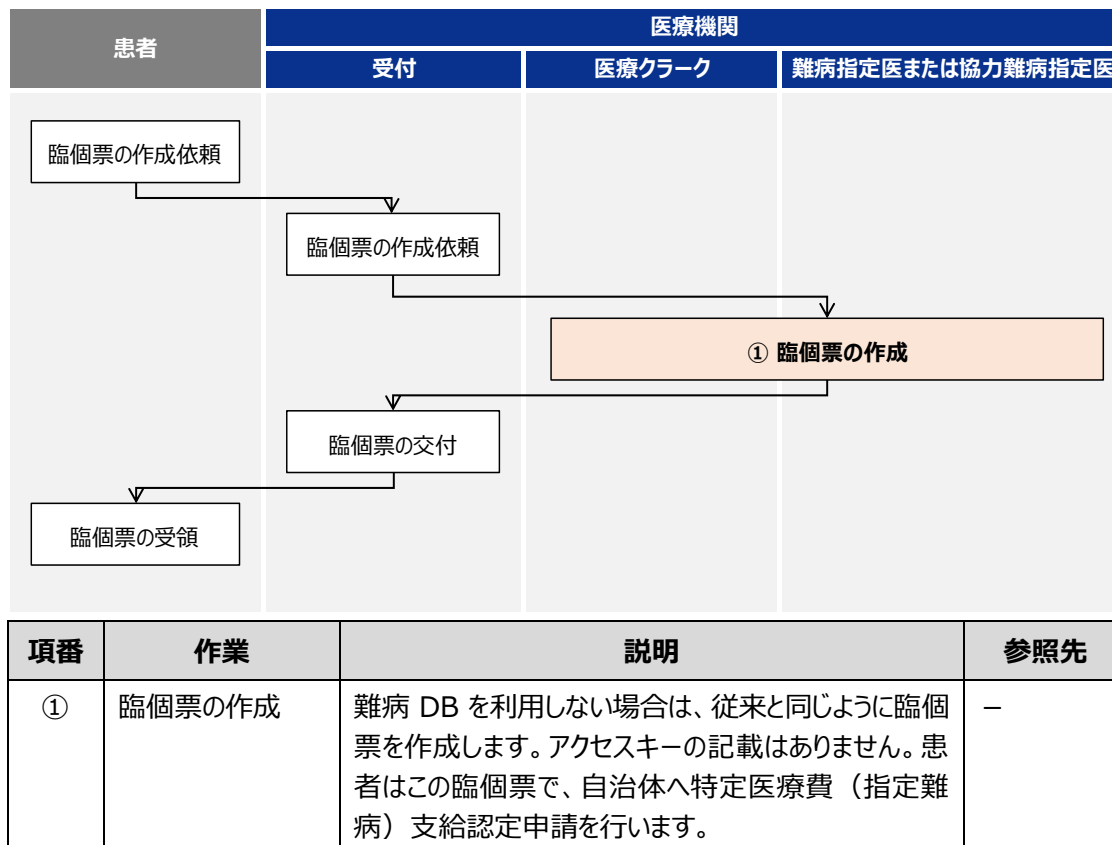 患者
医療機関
受付
医療クラーク
難病指定医または協力難病指定医
臨個票の作成依頼
臨個票の作成依頼
① 臨個票の作成
臨個票の交付
臨個票の受領
項番 作業 説明 参照先
① 臨個票の作成 難病 DB を利用しない場合は、従来と同じように臨個 －
票を作成します。アクセスキーの記載はありません。患
者はこの臨個票で、自治体へ特定医療費（指定難
病）支給認定申請を行います。